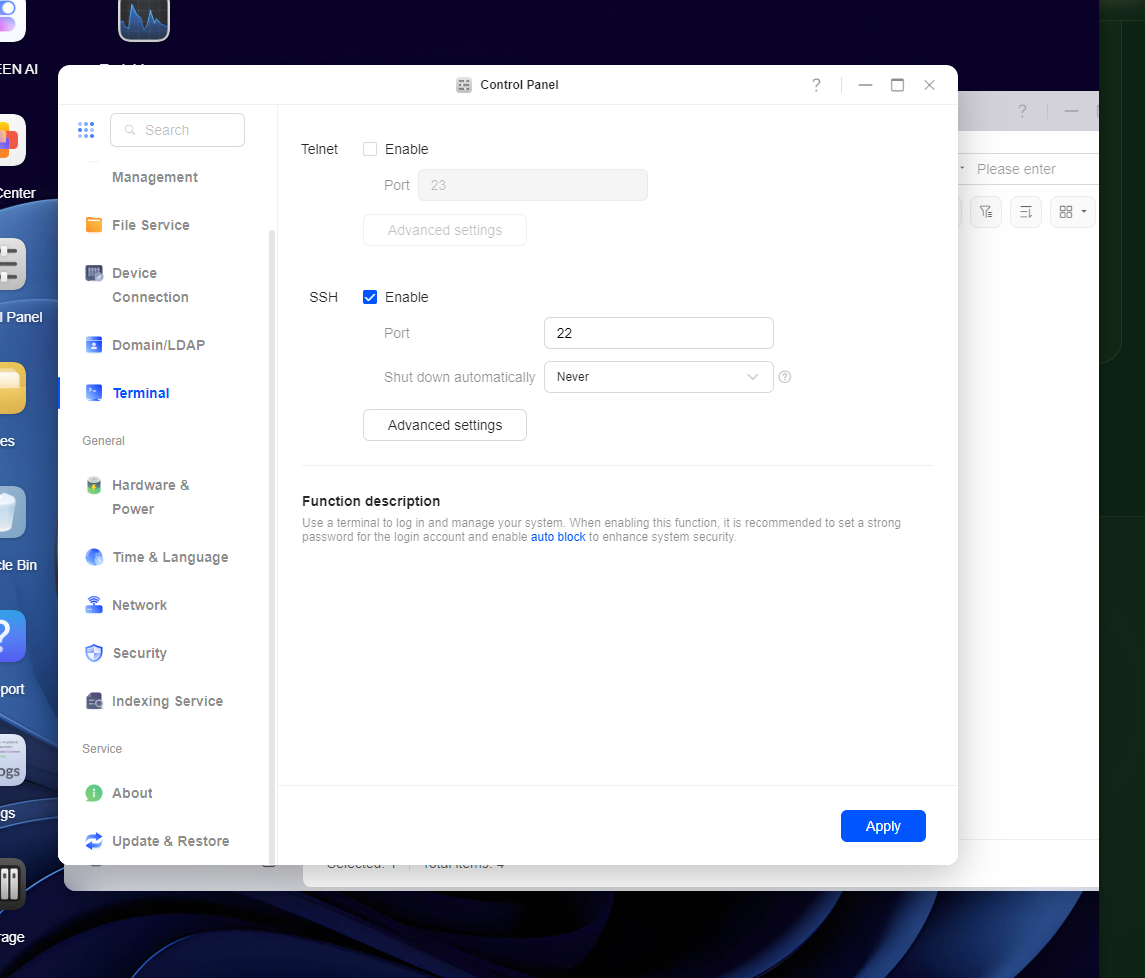 EEN AI
Center
l Panel
es
cle Bin
port
ogs
gs
rage
Control Panel
?
Search
Management
File Service
Device
Connection
Domain/LDAP
Terminal
General
Hardware &
Power
Time & Language
Network
Security
Indexing Service
Service
About
Update & Restore
Telnet
Enable
Port
23
Advanced settings
SSH
Enable
Port
22
Shut down automatically
Never
?
Advanced settings
Function description
Use a terminal to log in and manage your system. When enabling this function, it is recommended to set a strong
password for the login account and enable auto block to enhance system security.
Apply
?
Please enter
Selected: 1
Total items: 4